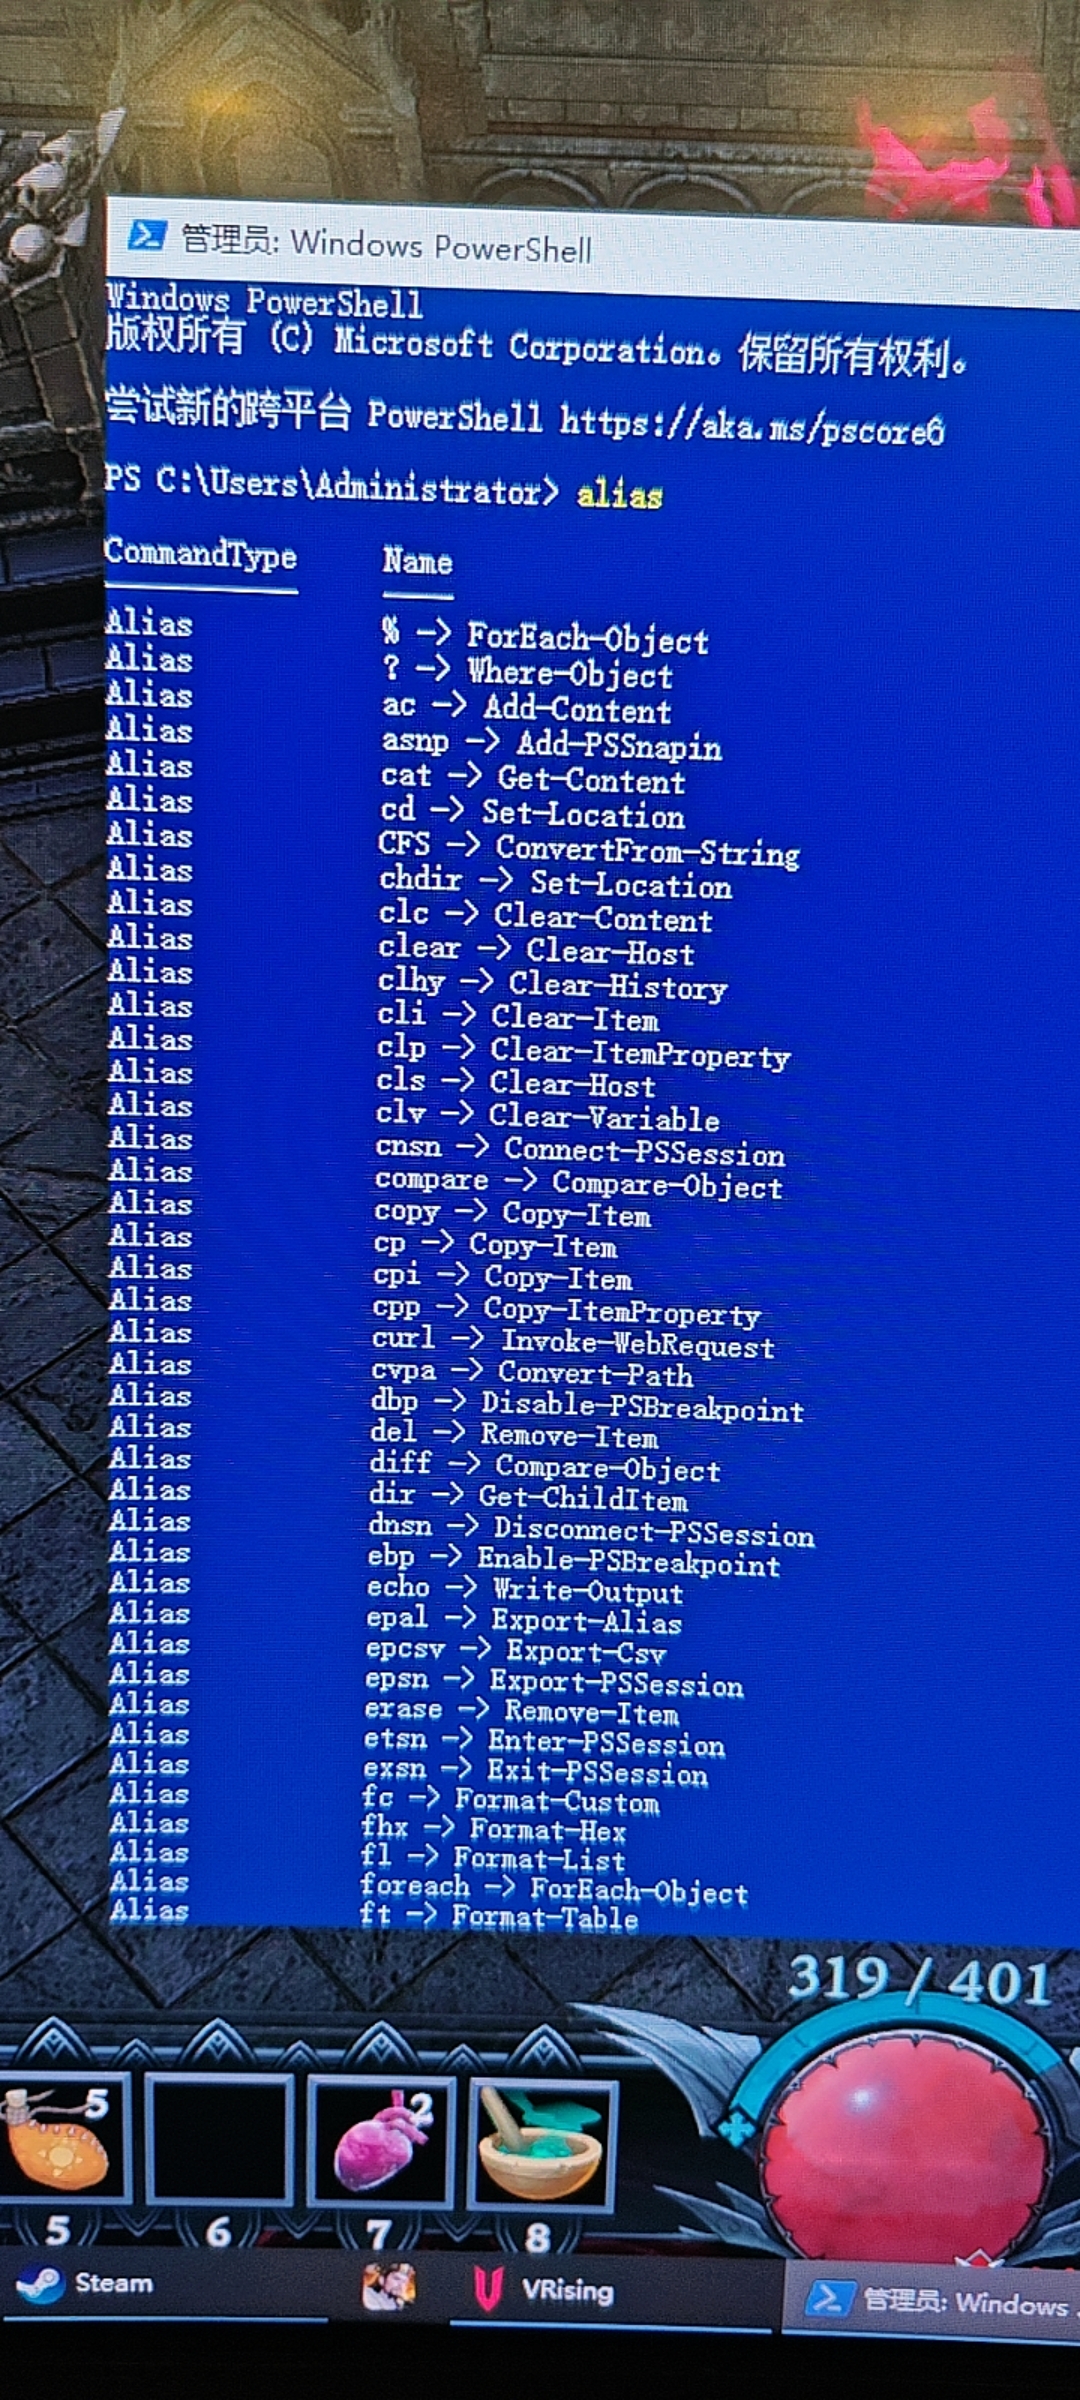 管理员: Windows PowerShell
Windows PowerShell
版权所有 (C) Microsoft Corporation。保留所有权利。
尝试新的跨平台 PowerShell https://aka.ms/pscore6
PS C:\Users\Administrator> alias
CommandType Name
Alias % -> ForEach-Object
Alias ? -> Where-Object
Alias ac -> Add-Content
Alias asnp -> Add-PSSnapin
Alias cat -> Get-Content
Alias cd -> Set-Location
Alias CFS -> ConvertFrom-String
Alias chdir -> Set-Location
Alias clc -> Clear-Content
Alias clear -> Clear-Host
Alias clhy -> Clear-History
Alias cli -> Clear-Item
Alias clp -> Clear-ItemProperty
Alias cls -> Clear-Host
Alias clv -> Clear-Variable
Alias cnsn -> Connect-PSSession
Alias compare -> Compare-Object
Alias copy -> Copy-Item
Alias cp -> Copy-Item
Alias cpi -> Copy-Item
Alias cpp -> Copy-ItemProperty
Alias curl -> Invoke-WebRequest
Alias cvpa -> Convert-Path
Alias dbp -> Disable-PSBreakpoint
Alias del -> Remove-Item
Alias diff -> Compare-Object
Alias dir -> Get-ChildItem
Alias dnsn -> Disconnect-PSSession
Alias ebp -> Enable-PSBreakpoint
Alias echo -> Write-Output
Alias epal -> Export-Alias
Alias epcsv -> Export-Csv
Alias epsn -> Export-PSSession
Alias erase -> Remove-Item
Alias etsn -> Enter-PSSession
Alias exsn -> Exit-PSSession
Alias fc -> Format-Custom
Alias fhx -> Format-Hex
Alias fl -> Format-List
Alias foreach -> ForEach-Object
Alias ft -> Format-Table
319 / 401
5 2
5 6 7 8
Steam VRising 管理员: Windows